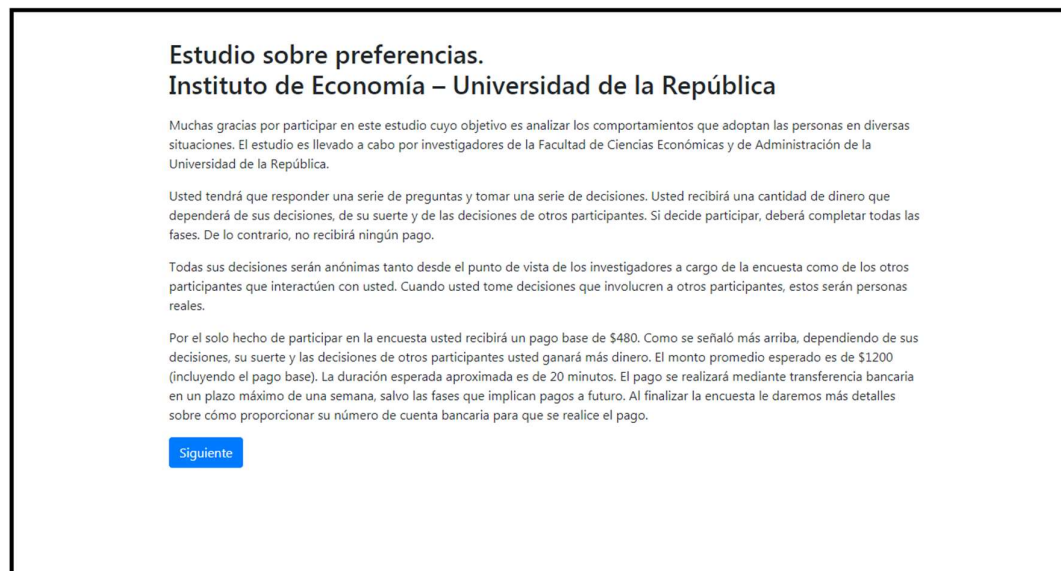 Estudio sobre preferencias.
Instituto de Economía – Universidad de la República
Muchas gracias por participar en este estudio cuyo objetivo es analizar los comportamientos que adoptan las personas en diversas
situaciones. El estudio es llevado a cabo por investigadores de la Facultad de Ciencias Económicas y de Administración de la
Universidad de la República.
Usted tendrá que responder una serie de preguntas y tomar una serie de decisiones. Usted recibirá una cantidad de dinero que
dependerá de sus decisiones, de su suerte y de las decisiones de otros participantes. Si decide participar, deberá completar todas las
fases. De lo contrario, no recibirá ningún pago.
Todas sus decisiones serán anónimas tanto desde el punto de vista de los investigadores a cargo de la encuesta como de los otros
participantes que interactúen con usted. Cuando usted tome decisiones que involucren a otros participantes, estos serán personas
reales.
Por el solo hecho de participar en la encuesta usted recibirá un pago base de $480. Como se señaló más arriba, dependiendo de sus
decisiones, su suerte y las decisiones de otros participantes usted ganará más dinero. El monto promedio esperado es de $1200
(incluyendo el pago base). La duración esperada aproximada es de 20 minutos. El pago se realizará mediante transferencia bancaria
en un plazo máximo de una semana, salvo las fases que implican pagos a futuro. Al finalizar la encuesta le daremos más detalles
sobre cómo proporcionar su número de cuenta bancaria para que se realice el pago.
Siguiente